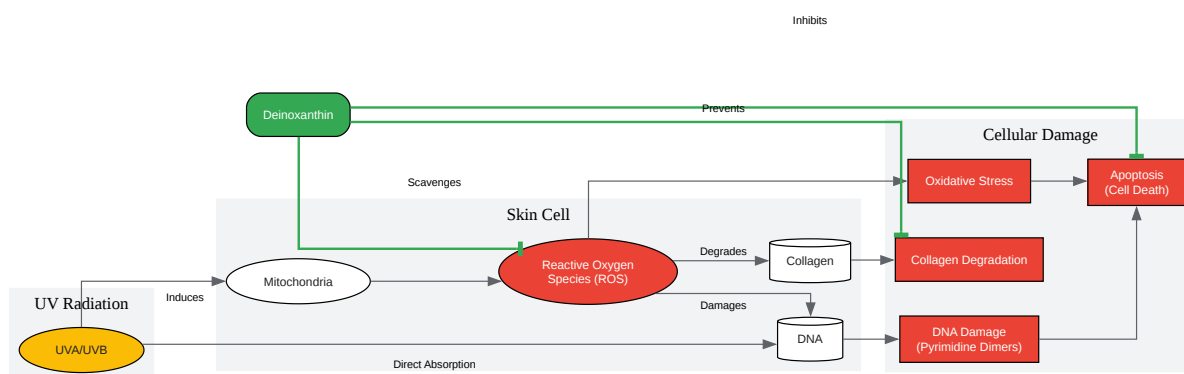 Inhibits
Deinoxanthin
Prevents
Cellular Damage
Scavenges
Oxidative Stress
Apoptosis
(Cell Death)
Skin Cell
Reactive Oxygen
Species (ROS)
Degrades
Collagen
Collagen Degradation
Mitochondria
UV Radiation
Induces
Damages
UVA/UVB
DNA
DNA Damage
(Pyrimidine Dimers)
Direct Absorption